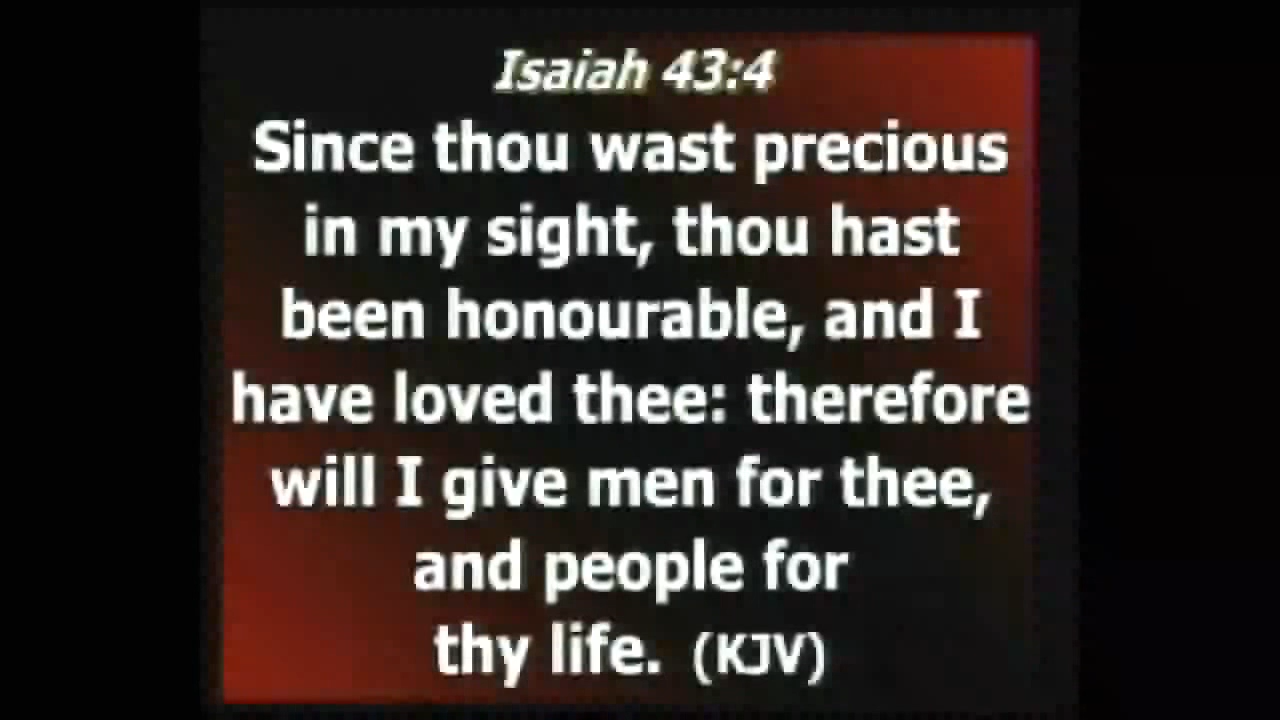 Isaiah 43:4
Since thou wast precious
in my sight, thou hast
been honourable, and I
have loved thee: therefore
will I give men for thee,
and people for
thy life. (KJV)